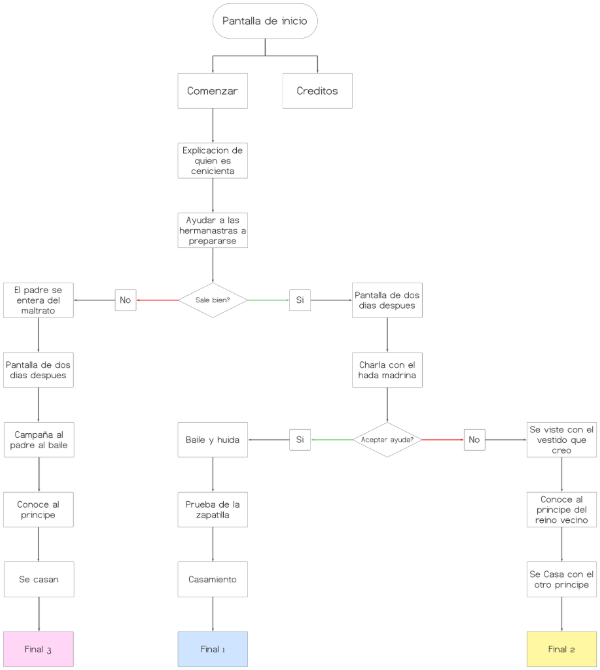 Pantalla de inicio
Comenzar
Creditos
Explicacion de
quien es
cenicienta
Ayudar a las
hermanastras a
prepararse
El padre se
entera del
maltrato
No
Sale bien?
Si
Pantalla de dos
dias despues
Pantalla de dos
dias despues
Charla con el
hada madrina
Campaña al
padre al baile
Baile y huida
Si
Aceptar ayuda?
No
Se viste con el
vestido que
creo
Conoce al
principe
Prueba de la
zapatilla
Conoce al
principe del
reino vecino
Se casan
Casamiento
Se Casa con el
otro principe
Final 3
Final 1
Final 2